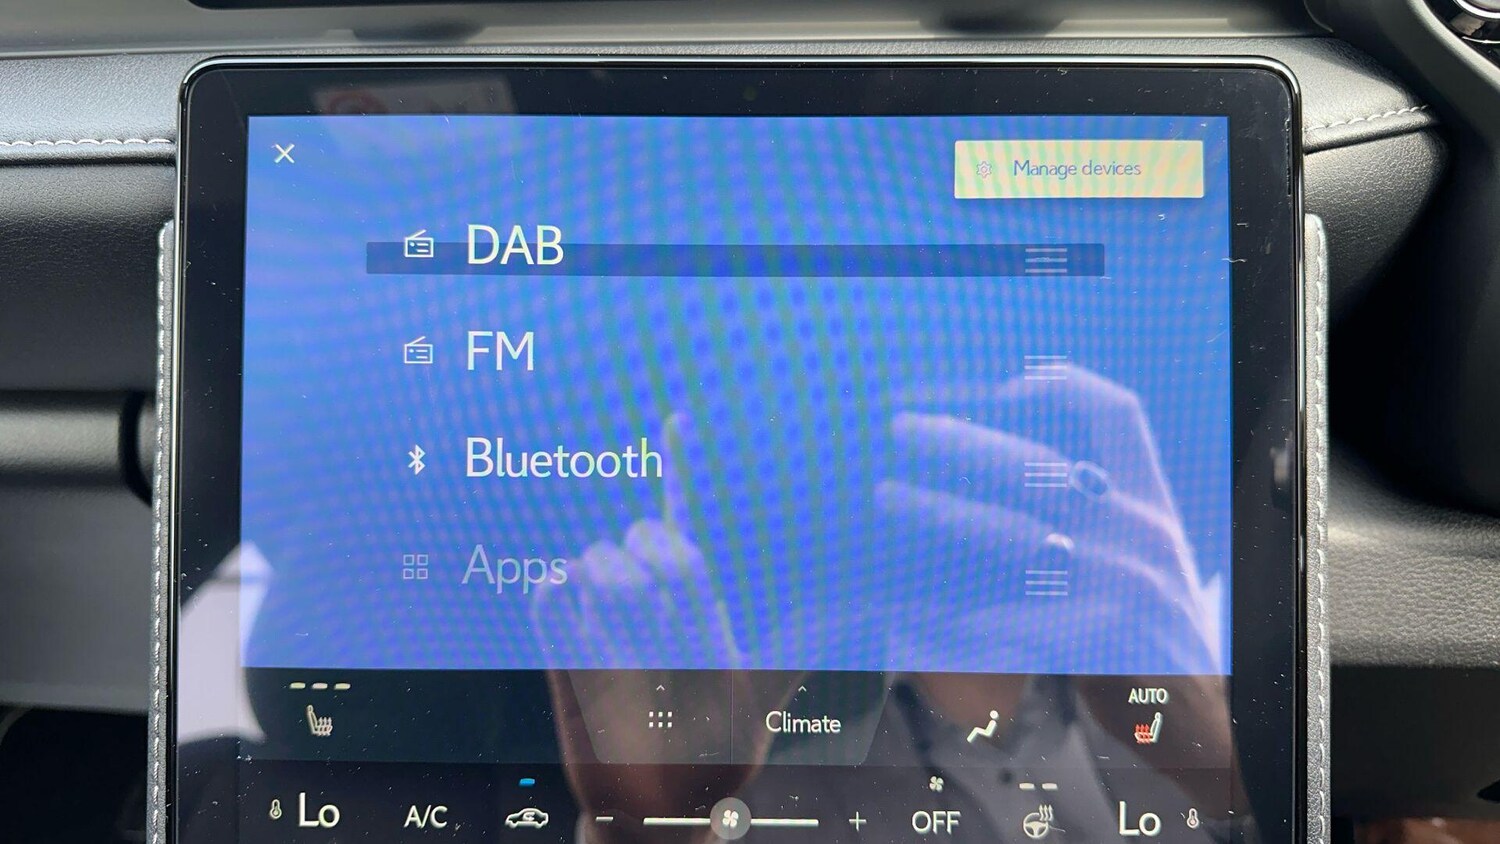 Manage devices
DAB
FM
Bluetooth
Apps
Climate
AUTO
Lo
A/C
OFF
Lo